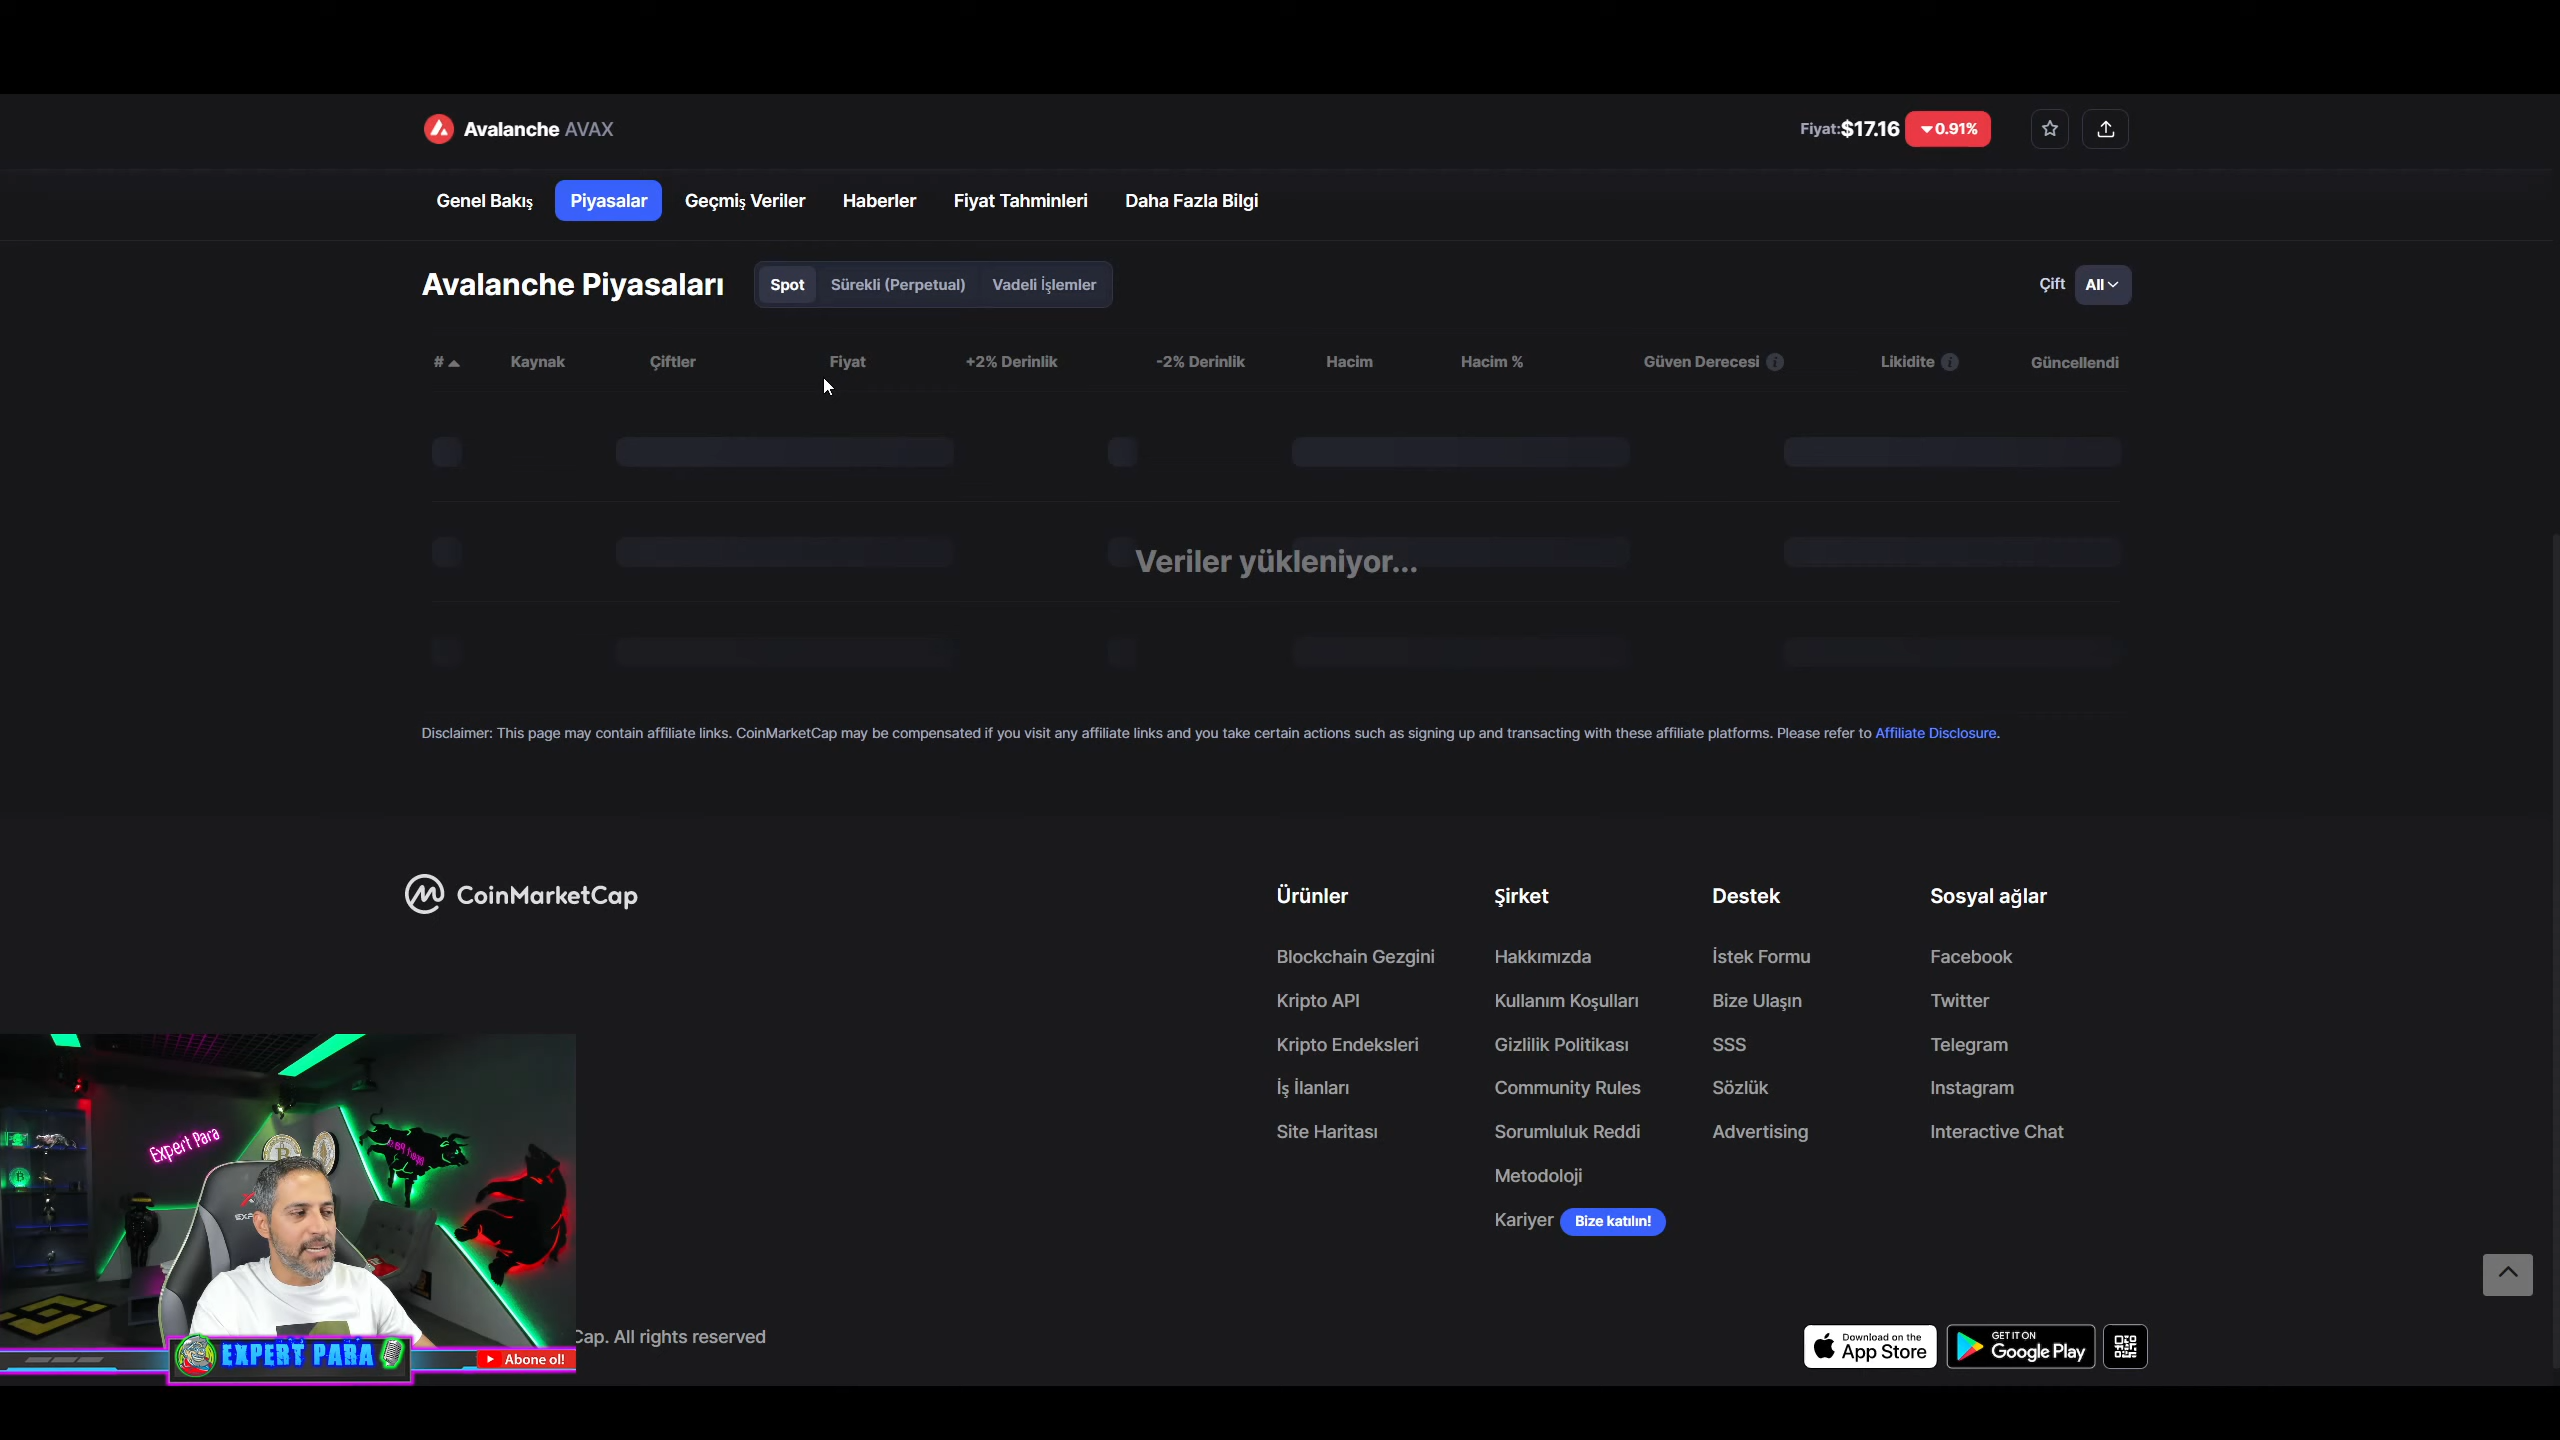 Avalanche AVAX
Fiyat:$17.16 0.91%
Genel Bakış Piyasalar Geçmiş Veriler Haberler Fiyat Tahminleri Daha Fazla Bilgi
Avalanche Piyasaları Spot Sürekli (Perpetual) Vadeli İşlemler Çift All
# Kaynak Çiftler Fiyat +2% Derinlik -2% Derinlik Hacim Hacim % Güven Derecesi Likidite Güncellendi
Veriler yükleniyor...
Disclaimer: This page may contain affiliate links. CoinMarketCap may be compensated if you visit any affiliate links and you take certain actions such as signing up and transacting with these affiliate platforms. Please refer to Affiliate Disclosure.
CoinMarketCap
Ürünler
Blockchain Gezgini
Kripto API
Kripto Endeksleri
İş İlanları
Site Haritası
Şirket
Hakkımızda
Kullanım Koşulları
Gizlilik Politikası
Community Rules
Sorumluluk Reddi
Metodoloji
Kariyer Bize katılın!
Destek
İstek Formu
Bize Ulaşın
SSS
Sözlük
Advertising
Sosyal ağlar
Facebook
Twitter
Telegram
Instagram
Interactive Chat
Expert Para
EXPERT PARA
Abone ol!
Cap. All rights reserved
Download on the
App Store
GET IT ON
Google Play